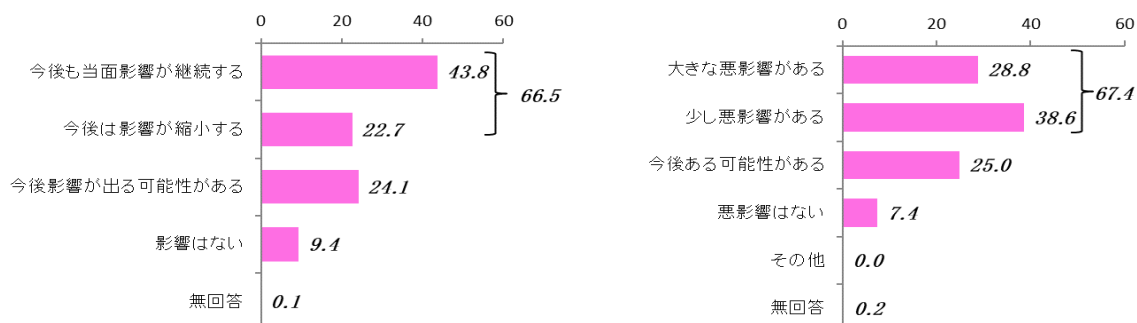 0 20 40 60
今後も当面影響が継続する 43.8
66.5
今後は影響が縮小する 22.7
今後影響が出る可能性がある 24.1
影響はない 9.4
無回答 0.1
0 20 40 60
大きな悪影響がある 28.8
67.4
少し悪影響がある 38.6
今後ある可能性がある 25.0
悪影響はない 7.4
その他 0.0
無回答 0.2